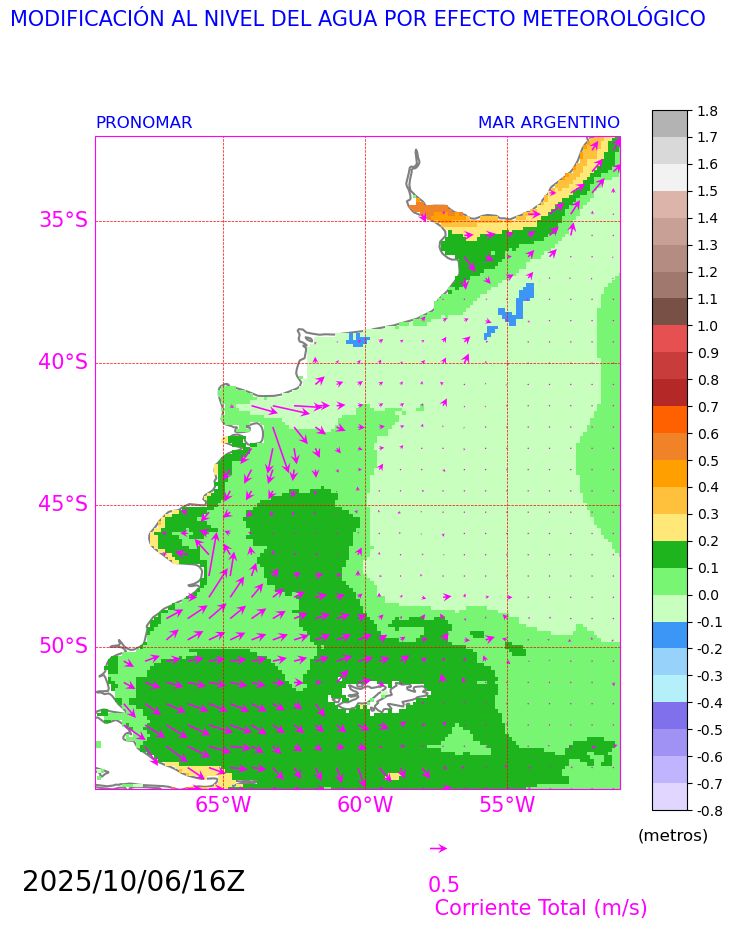 MODIFICACIÓN AL NIVEL DEL AGUA POR EFECTO METEOROLÓGICO
PRONOMAR
MAR ARGENTINO
35°S
40°S
45°S
50°S
65°W
60°W
55°W
1.8
1.7
1.6
1.5
1.4
1.3
1.2
1.1
1.0
0.9
0.8
0.7
0.6
0.5
0.4
0.3
0.2
0.1
0.0
-0.1
-0.2
-0.3
-0.4
-0.5
-0.6
-0.7
-0.8
(metros)
2025/10/06/16Z
0.5
Corriente Total (m/s)